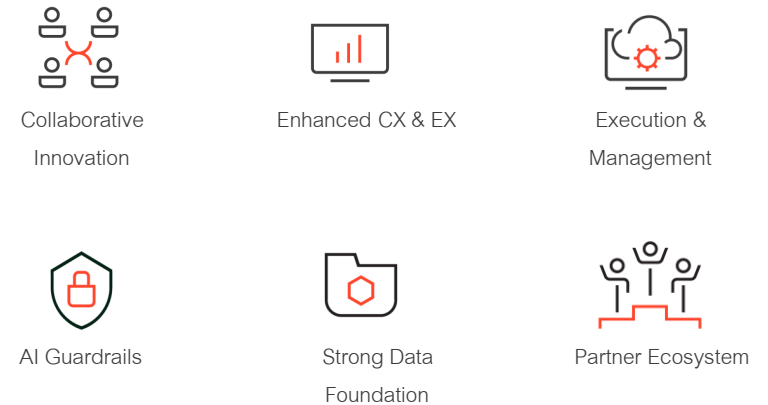 Collaborative
Innovation
Enhanced CX & EX
Execution &
Management
AI Guardrails
Strong Data
Foundation
Partner Ecosystem